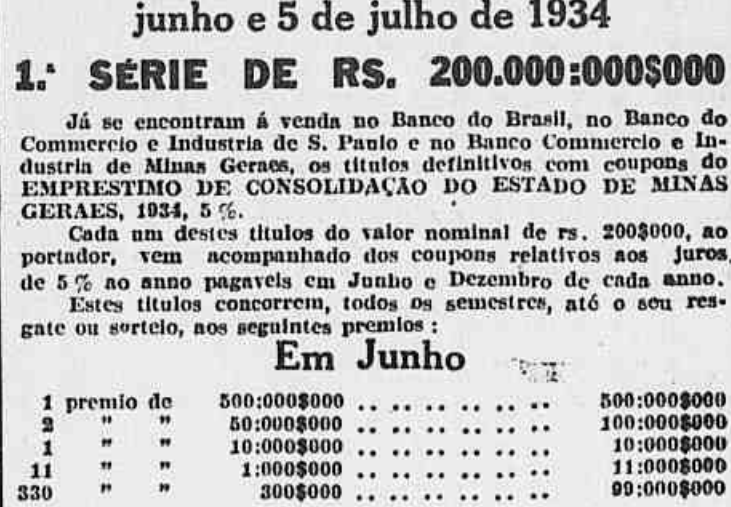 junho e 5 de julho de 1934
1.ª SÉRIE DE RS. 200.000:000$000
Já se encontram á venda no Banco do Brasil, no Banco do
Commercio e Industria de S. Paulo e no Banco Commercio e In-
dustria de Minas Geraes, os titulos definitivos com coupons do
EMPRESTIMO DE CONSOLIDAÇÃO DO ESTADO DE MINAS
GERAES, 1934, 5 %.
Cada um destes titulos do valor nominal de rs. 200$000, ao
portador, vem acompanhado dos coupons relativos aos juros
de 5 % ao anno pagaveis em Junho e Dezembro de cada anno.
Estes titulos concorrem, todos os semestres, até o seu res-
gate ou sorteio, aos seguintes premios :
Em Junho
1 premio de 500:000$000 .. .. .. .. .. .. .. 500:000$000
2 " " 50:000$000 .. .. .. .. .. .. .. 100:000$000
1 " " 10:000$000 .. .. .. .. .. .. .. 10:000$000
11 " " 1:000$000 .. .. .. .. .. .. .. 11:000$000
330 " " 300$000 .. .. .. .. .. .. .. 99:000$000